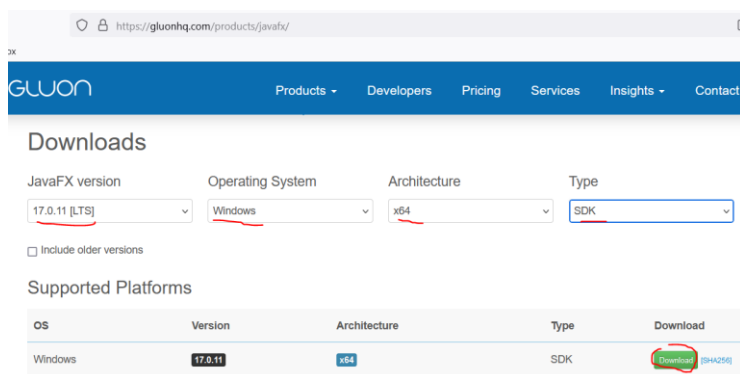 https://gluonhq.com/products/javafx/
ox
GLUON Products Developers Pricing Services Insights Contact
Downloads
JavaFX version Operating System Architecture Type
17.0.11 [LTS] Windows x64 SDK
Include older versions
Supported Platforms
OS Version Architecture Type Download
Windows 17.0.11 x64 SDK Download [SHA256]